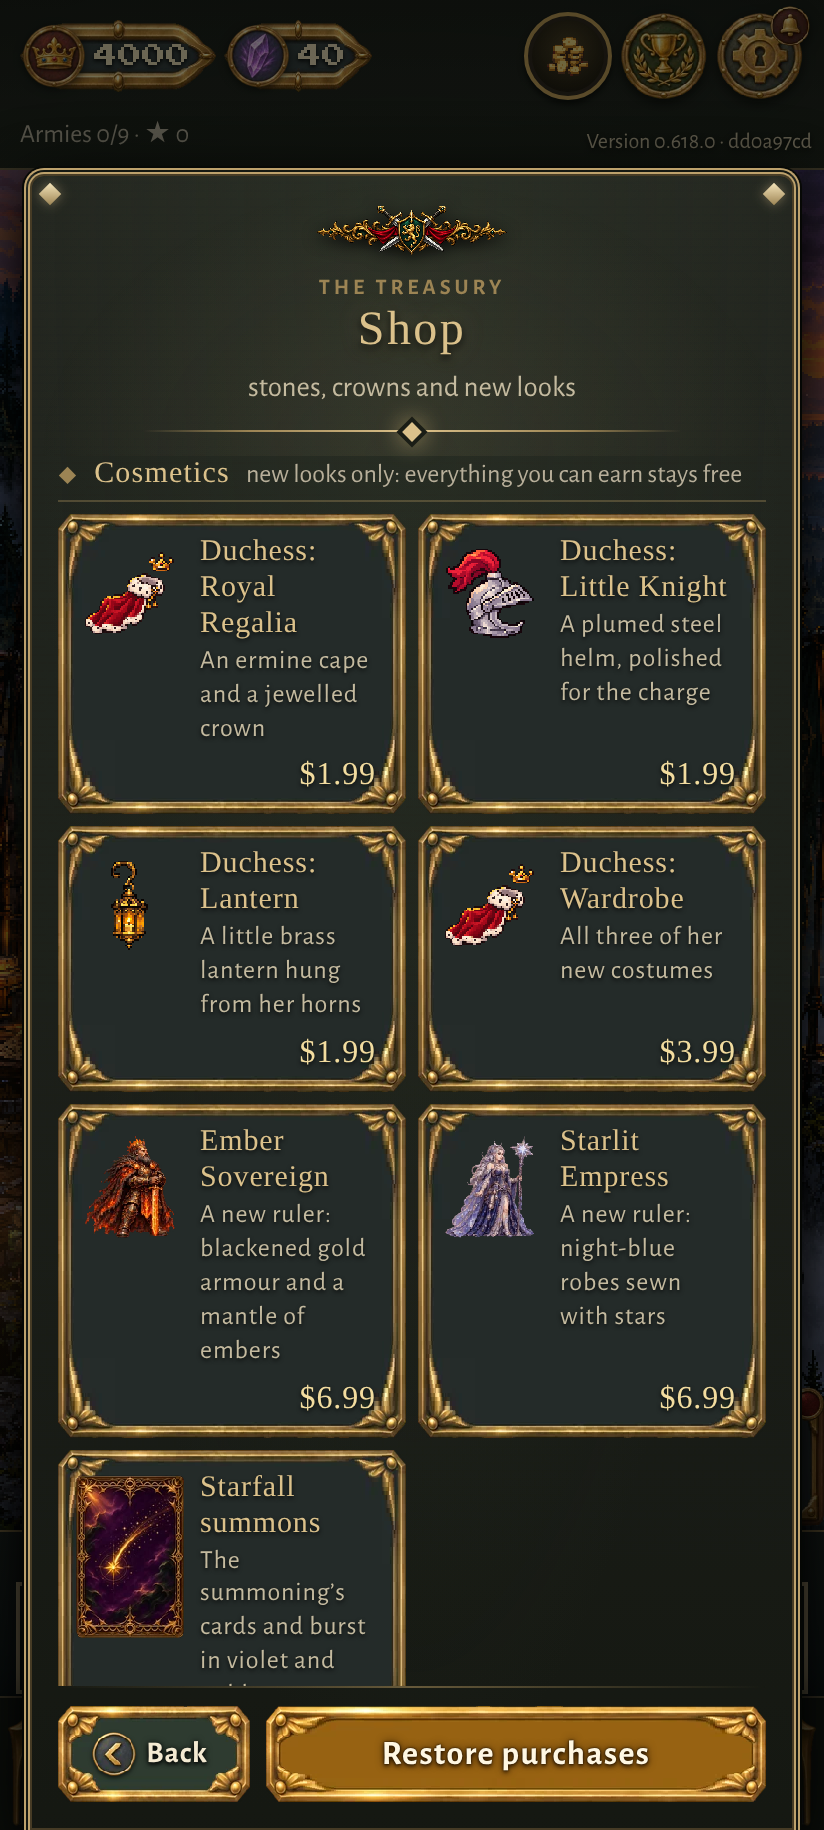 4000
40
Armies 0/9 · ★ 0
Version 0.618.0 · dd0a97cd
THE TREASURY
Shop
stones, crowns and new looks
Cosmetics new looks only: everything you can earn stays free
Duchess:
Royal
Regalia
An ermine cape
and a jewelled
crown
$1.99
Duchess:
Little Knight
A plumed steel
helm, polished
for the charge
$1.99
Duchess:
Lantern
A little brass
lantern hung
from her horns
$1.99
Duchess:
Wardrobe
All three of her
new costumes
$3.99
Ember
Sovereign
A new ruler:
blackened gold
armour and a
mantle of
embers
$6.99
Starlit
Empress
A new ruler:
night-blue
robes sewn
with stars
$6.99
Starfall
summons
The
summoning's
cards and burst
in violet and
Back
Restore purchases